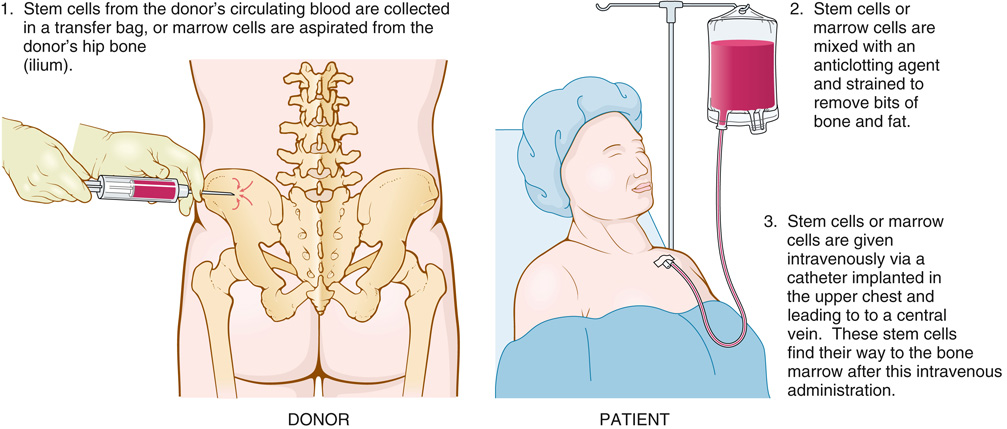 1. Stem cells from the donor’s circulating blood are collected
in a transfer bag, or marrow cells are aspirated from the
donor’s hip bone
(ilium).
2. Stem cells or
marrow cells are
mixed with an
anticlotting agent
and strained to
remove bits of
bone and fat.
3. Stem cells or marrow
cells are given
intravenously via a
catheter implanted in
the upper chest and
leading to to a central
vein. These stem cells
find their way to the bone
marrow after this intravenous
administration.
DONOR
PATIENT